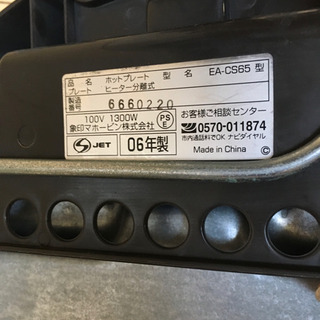 品名 ホットプレート 型名 EA-CS65 型
プレート ヒーター分離式
製造番号 6660220
100V 1300W PSE
象印マホービン株式会社
JET 06年製
お客様ご相談センター
0570-011874
市内通話料でOK ナビダイヤル
Made in China